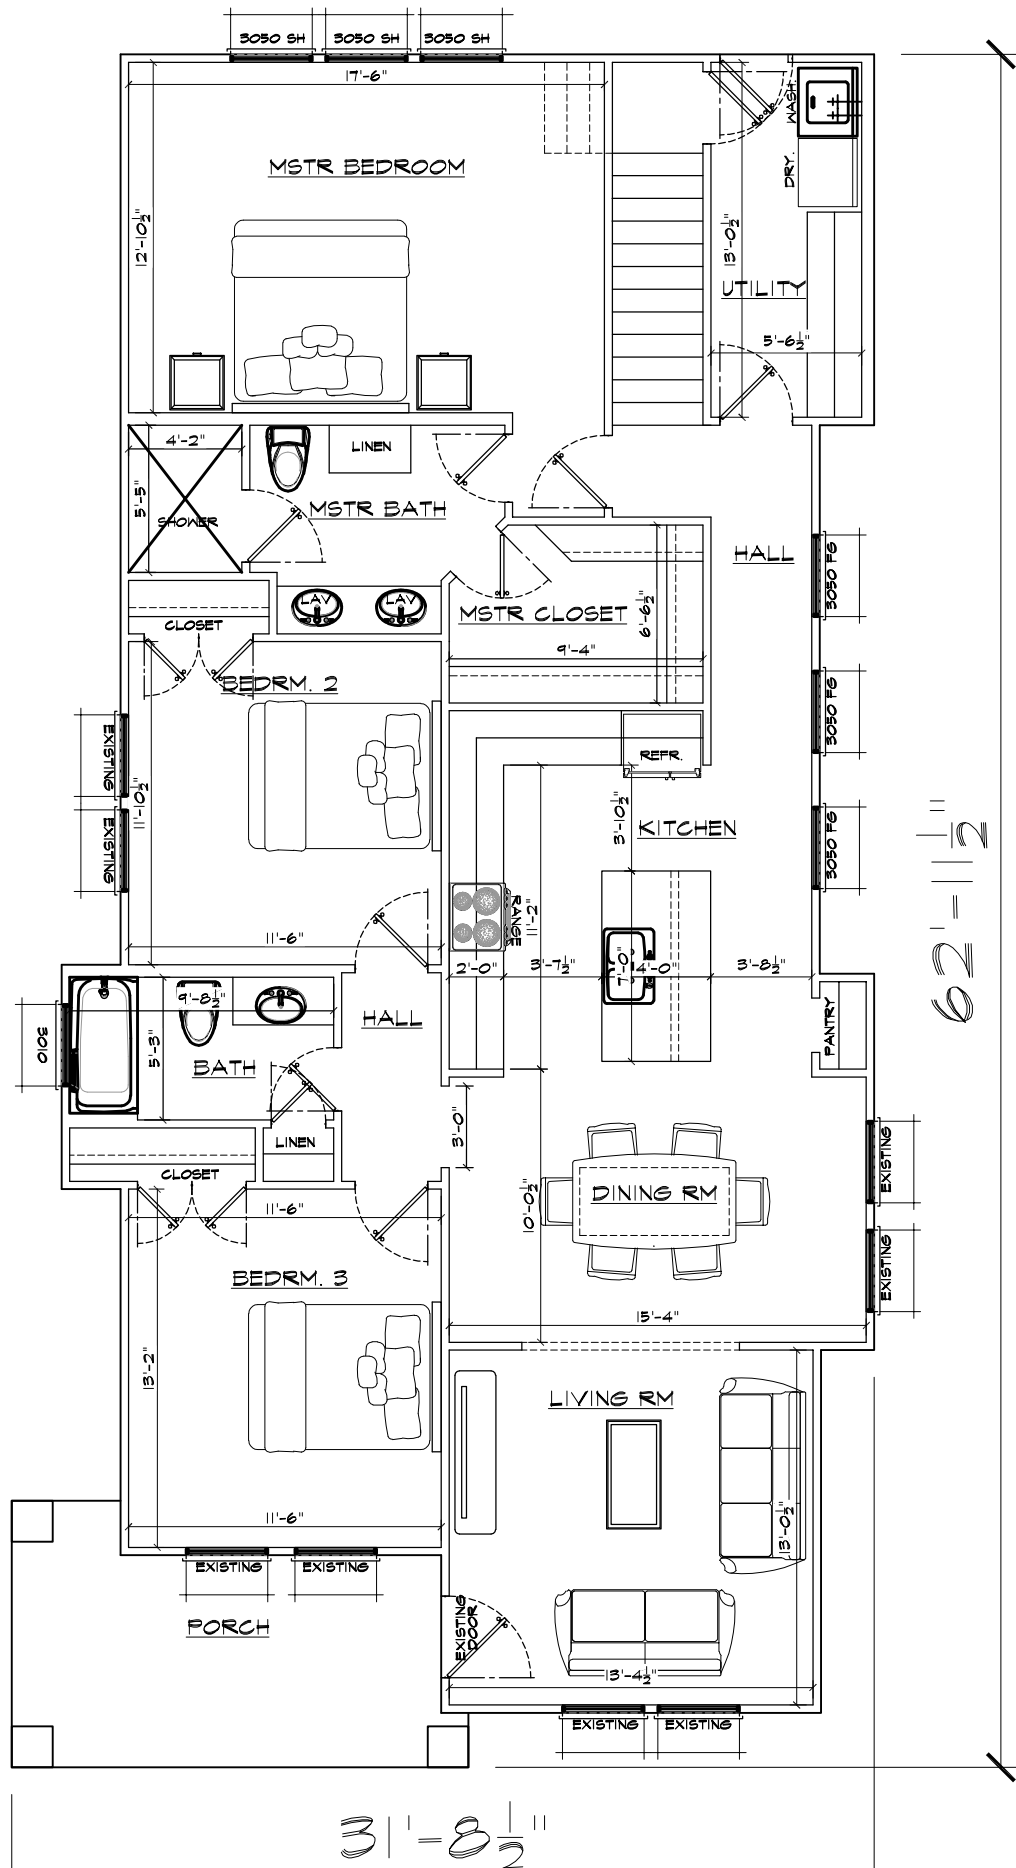 3050 SH
3050 SH
3050 SH
17'-6"
WASH.
MSTR BEDROOM
DRY.
12'-10½"
13'-0½"
UTILITY
5'-6½"
4'-2"
LINEN
5'-5"
MSTR BATH
SHOWER
HALL
3050 FG
LAV
LAV
MSTR CLOSET
6'-6½"
CLOSET
9'-4"
BEDRM. 2
3050 FG
EXISTING
REFR.
11'-10½"
3'-10½"
KITCHEN
EXISTING
3050 FG
62'-11½"
RANGE
11'-2"
11'-6"
2'-0"
3'-7½"
7'-0"
4'-0"
3'-8½"
9'-8½"
HALL
PANTRY
3010
5'-3"
BATH
3'-0"
LINEN
EXISTING
CLOSET
DINING RM
11'-6"
10'-0½"
BEDRM. 3
EXISTING
15'-4"
13'-2"
LIVING RM
11'-6"
13'-0½"
EXISTING
EXISTING
PORCH
EXISTING
DOOR
13'-4½"
EXISTING
EXISTING
31'-8½"